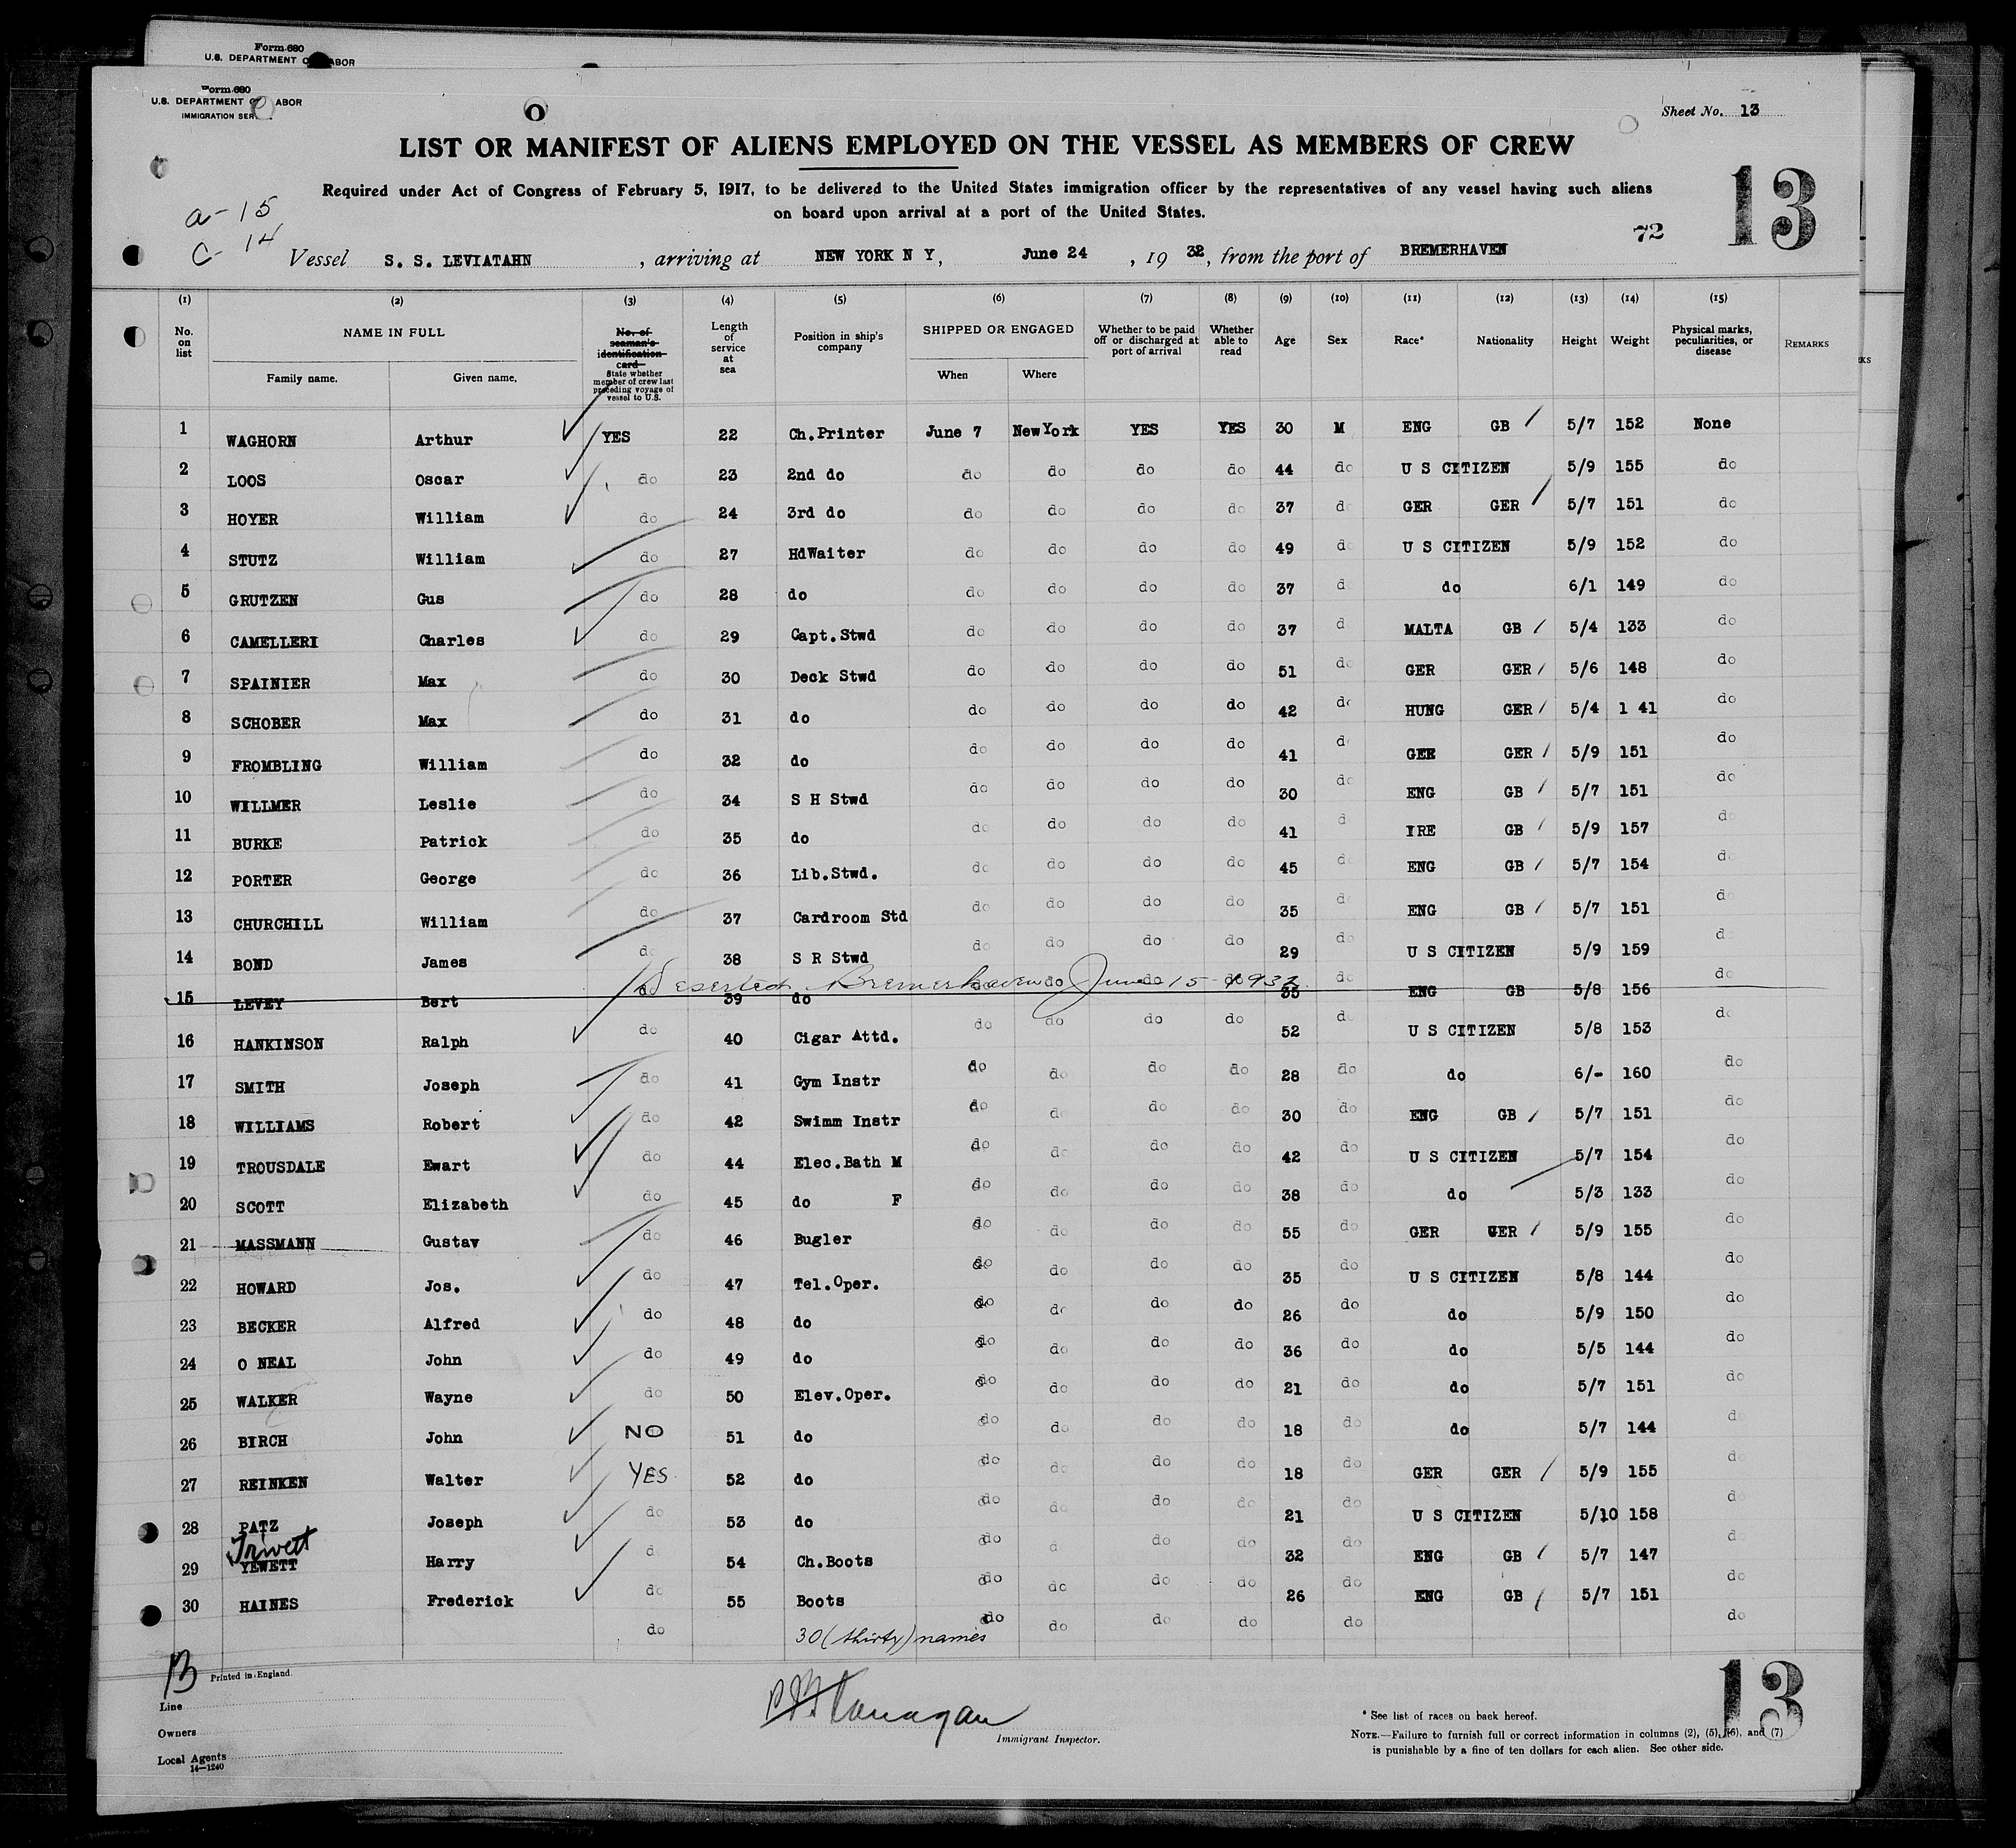 Form 680
U.S. DEPARTMENT OF LABOR
Form 680
U.S. DEPARTMENT OF LABOR
IMMIGRATION SER
Sheet No. 13
LIST OR MANIFEST OF ALIENS EMPLOYED ON THE VESSEL AS MEMBERS OF CREW
Required under Act of Congress of February 5, 1917, to be delivered to the United States immigration officer by the representatives of any vessel having such aliens
on board upon arrival at a port of the United States.
13
a-15
C-14
72
Vessel S. S. LEVIATAHN, arriving at NEW YORK N Y, June 24, 1932, from the port of BREMERHAVEN
(1) (2) (3) (4) (5) (6) (7) (8) (9) (10) (11) (12) (13) (14) (15)
No. on list NAME IN FULL Family name. Given name. No. of seaman's identification card State whether member of crew last preceding voyage of vessel to U.S. Length of service at sea Position in ship's company SHIPPED OR ENGAGED When Where Whether to be paid off or discharged at port of arrival Whether able to read Age Sex Race* Nationality Height Weight Physical marks, peculiarities, or disease REMARKS
1 WAGHORN Arthur YES 22 Ch.Printer June 7 NewYork YES YES 30 M ENG GB 5/7 152 None
2 LOOS Oscar do 23 2nd do do do do do 44 do U S CITIZEN 5/9 155 do
3 HOYER William do 24 3rd do do do do do 37 d GER GER 5/7 151 do
4 STUTZ William do 27 HdWaiter do do do do 49 d U S CITIZEN 5/9 152 do
5 GRUTZEN Gus do 28 do do do do do 37 d do 6/1 149 do
6 CAMELLERI Charles do 29 Capt.Stwd do do do do 37 d MALTA GB 5/4 133 do
7 SPAINIER Max do 30 Deck Stwd do do do do 51 do GER GER 5/6 148 do
8 SCHOBER Max do 31 do do do do do 42 do HUNG GER 5/4 1 41 do
9 FROMBLING William do 32 do do do do do 41 d GER GER 5/9 151 do
10 WILLMER Leslie do 34 S H Stwd do do do do 30 do ENG GB 5/7 151 do
11 BURKE Patrick do 35 do do do do do 41 d IRE GB 5/9 157 d
12 PORTER George do 36 Lib.Stwd. do do do do 45 d ENG GB 5/7 154 d
13 CHURCHILL William do 37 Cardroom Std do do do do 35 d ENG GB 5/7 151 d
14 BOND James do 38 S R Stwd do do do do 29 do U S CITIZEN 5/9 159 d
Deserted Bremerhaven June 15-1932
15 LEVEY Bert d 39 do do do do do 35 do ENG GB 5/8 156 do
16 HANKINSON Ralph do 40 Cigar Attd. do do do do 52 d U S CITIZEN 5/8 153 do
17 SMITH Joseph do 41 Gym Instr do do do do 28 do do 6/- 160 do
18 WILLIAMS Robert do 42 Swimm Instr do do do do 30 do ENG GB 5/7 151 do
19 TROUSDALE Ewart do 44 Elec.Bath M do do do do 42 do U S CITIZEN 5/7 154 do
20 SCOTT Elizabeth do 45 do F do do do do 38 do do 5/3 133 do
21 MASSMANN Gustav do 46 Bugler do do do do 55 do GER GER 5/9 155 do
22 HOWARD Jos. do 47 Tel.Oper. do do do do 35 do U S CITIZEN 5/8 144 do
23 BECKER Alfred do 48 do do do do do 26 do do 5/9 150 do
24 O NEAL John do 49 do do do do do 36 do do 5/5 144 do
25 WALKER Wayne do 50 Elev.Oper. do do do do 21 do do 5/7 151 do
26 BIRCH John NO 51 do do do do do 18 do do 5/7 144 d
27 REINKEN Walter YES 52 do do do do do 18 do GER GER 5/9 155 d
28 PATZ Joseph do 53 do do do do do 21 do U S CITIZEN 5/10 158 d
Trwett
29 YEWETT Harry d 54 Ch.Boots do d do do 32 do ENG GB 5/7 147 d
30 HAINES Frederick do 55 Boots do do do do 26 do ENG GB 5/7 151 do
do 30 (thirty) names do do do do do do
B
Printed in England.
Line
Owners
Local Agents
14—1240
Flanagan
Immigrant Inspector.
13
* See list of races on back hereof.
NOTE.—Failure to furnish full or correct information in columns (2), (5), (6), and (7)
is punishable by a fine of ten dollars for each alien. See other side.